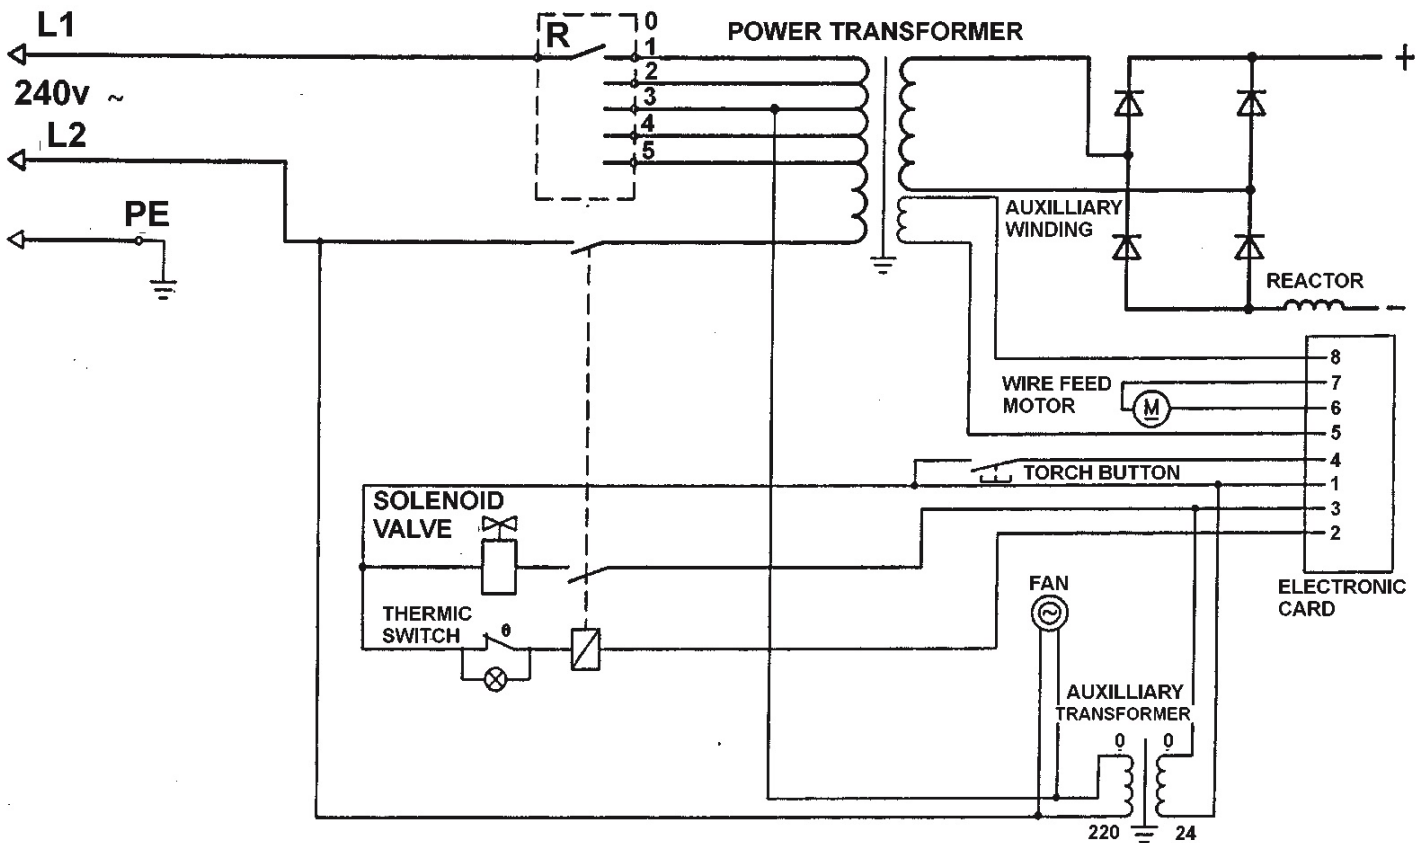 L1
240v ~
L2
PE
R
0
1
2
3
4
5
POWER TRANSFORMER
+
AUXILLIARY
WINDING
REACTOR
-
8
WIRE FEED
MOTOR
M
7
6
5
4
TORCH BUTTON
1
3
2
ELECTRONIC
CARD
SOLENOID
VALVE
THERMIC
SWITCH
θ
FAN
~
AUXILLIARY
TRANSFORMER
0
0
220
24